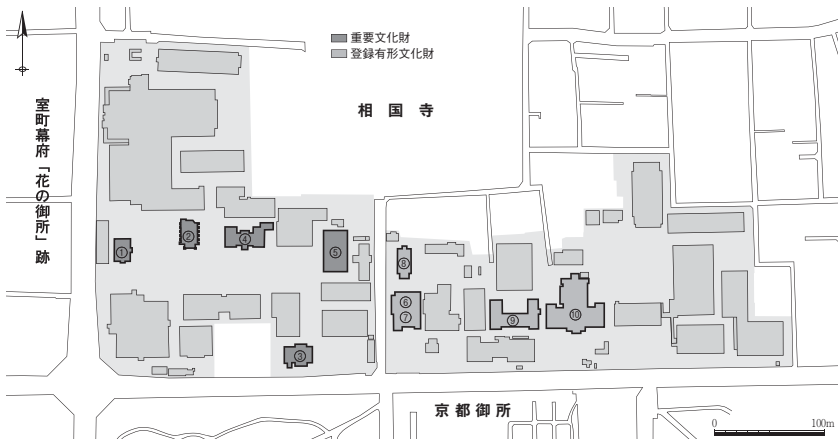 重要文化財
登録有形文化財
相国寺
室町幕府「花の御所」跡
①
②
④
⑤
③
⑧
⑥
⑦
⑨
⑩
京都御所
0 100m